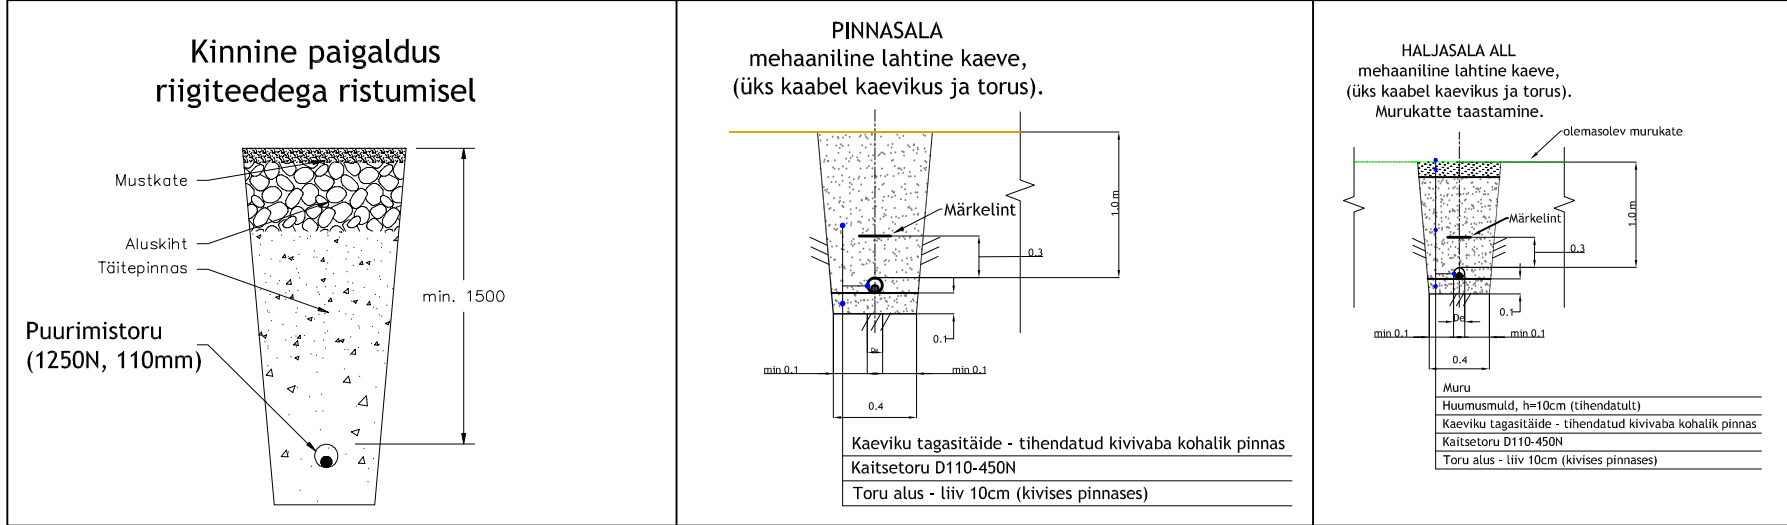 Kinnine paigaldus
riigiteedega ristumisel
Mustkate
Aluskiht
Täitepinnas
min. 1500
Puurimistoru
(1250N, 110mm)
PINNASALA
mehaaniline lahtine kaeve,
(üks kaabel kaevikus ja torus).
Märkelint
1.0 m
0.3
0.1
De
min 0.1
min 0.1
0.4
Kaeviku tagasitäide - tihendatud kivivaba kohalik pinnas
Kaitsetoru D110-450N
Toru alus - liiv 10cm (kivises pinnases)
HALJASALA ALL
mehaaniline lahtine kaeve,
(üks kaabel kaevikus ja torus).
Murukatte taastamine.
olemasolev murukate
Märkelint
1.0 m
0.3
0.1
De
min 0.1
min 0.1
0.4
Muru
Huumusmuld, h=10cm (tihendatult)
Kaeviku tagasitäide - tihendatud kivivaba kohalik pinnas
Kaitsetoru D110-450N
Toru alus - liiv 10cm (kivises pinnases)